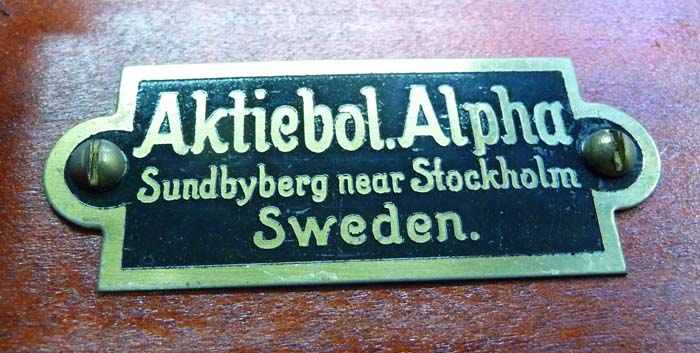 Aktiebol. Alpha
Sundbyberg near Stockholm
Sweden.